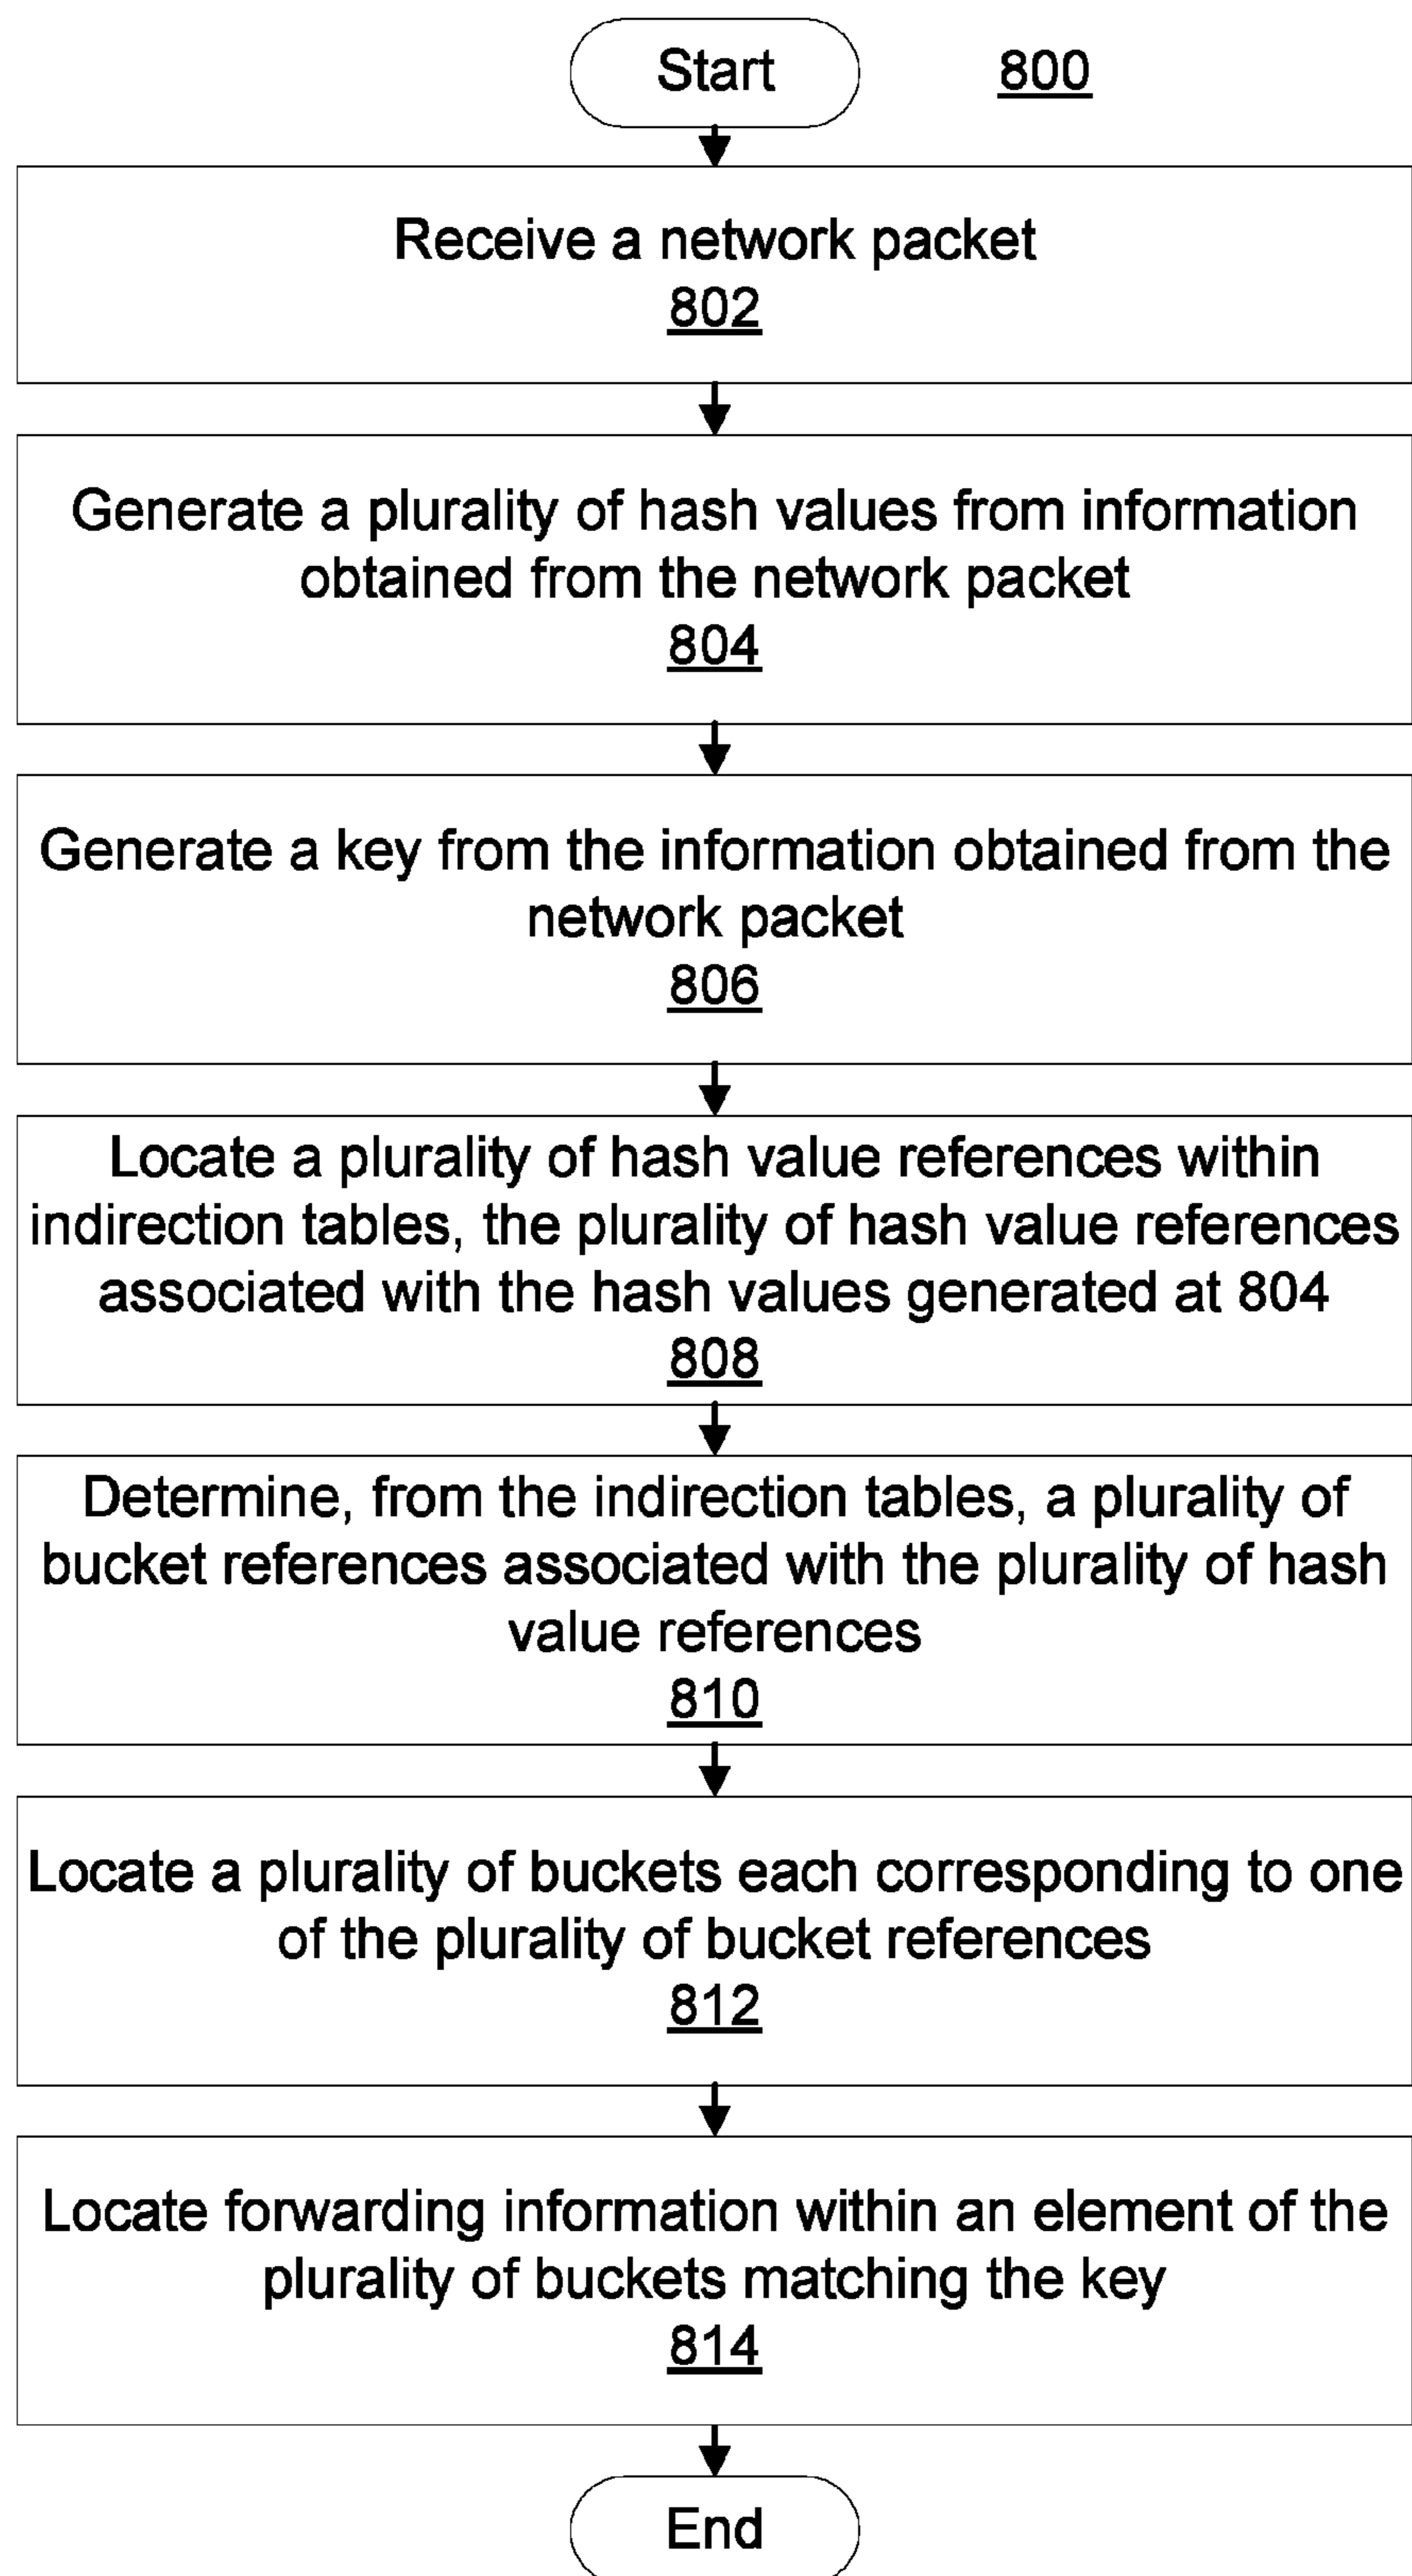 Start
800
Receive a network packet
802
Generate a plurality of hash values from information
obtained from the network packet
804
Generate a key from the information obtained from the
network packet
806
Locate a plurality of hash value references within
indirection tables, the plurality of hash value references
associated with the hash values generated at 804
808
Determine, from the indirection tables, a plurality of
bucket references associated with the plurality of hash
value references
810
Locate a plurality of buckets each corresponding to one
of the plurality of bucket references
812
Locate forwarding information within an element of the
plurality of buckets matching the key
814
End